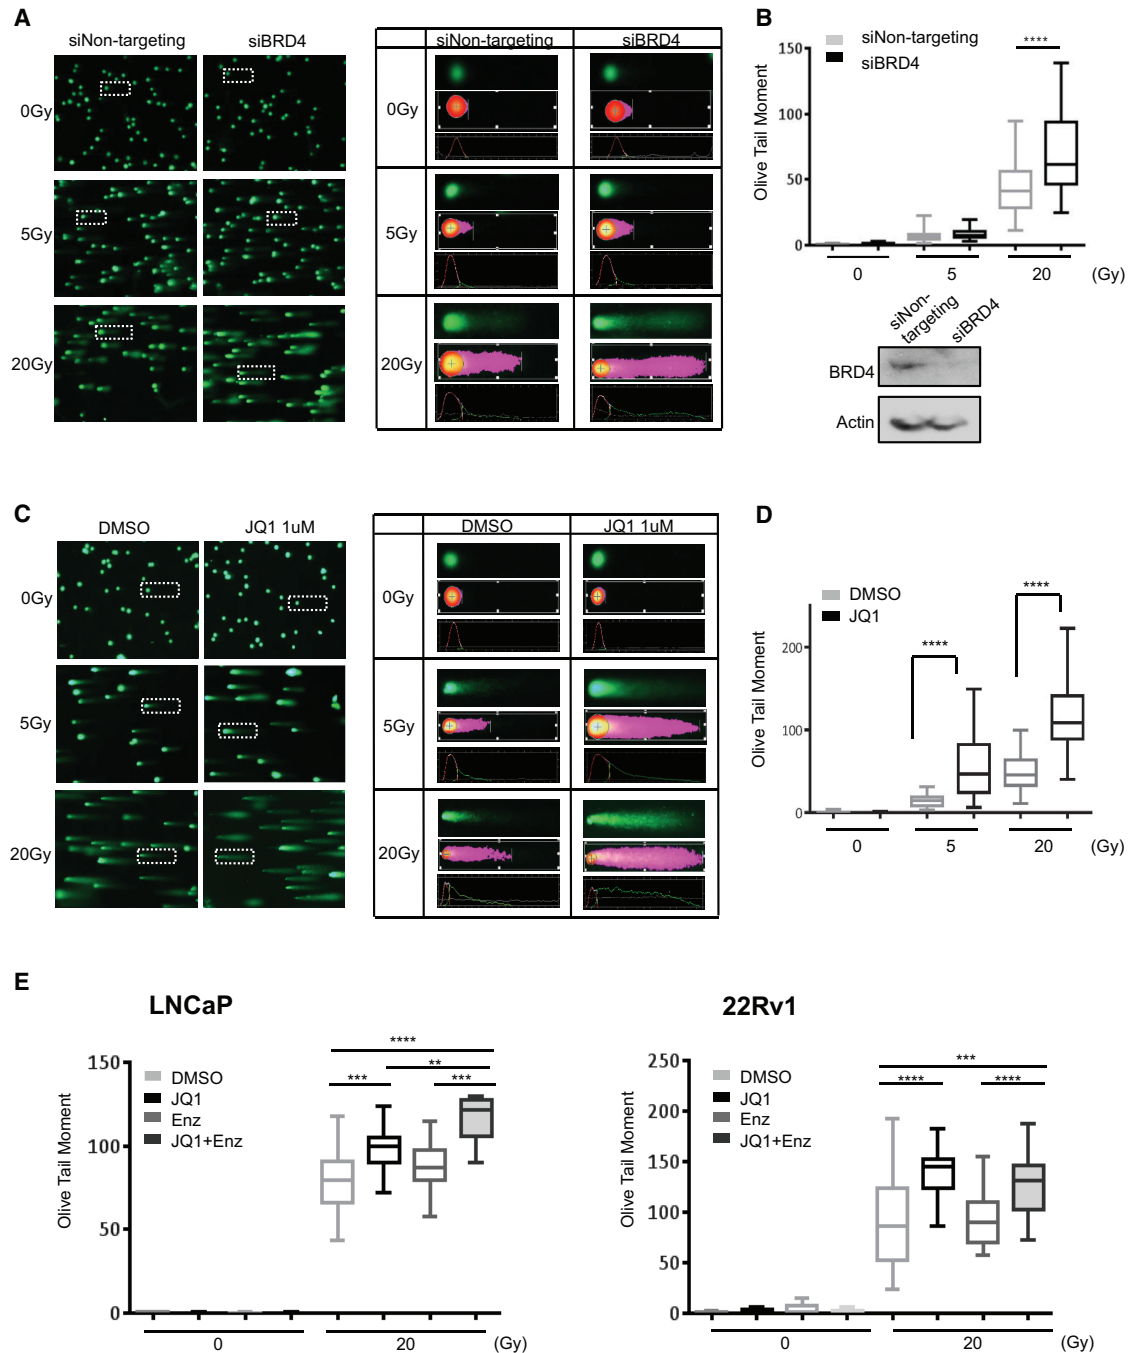 A
siNon-targeting siBRD4
0Gy
5Gy
20Gy
siNon-targeting siBRD4
0Gy
5Gy
20Gy
B
siNon-targeting
siBRD4
****
150
100
50
0
Olive Tail Moment
0 5 20 (Gy)
siNon-
targeting
siBRD4
BRD4
Actin
C
DMSO JQ1 1uM
0Gy
5Gy
20Gy
DMSO JQ1 1uM
0Gy
5Gy
20Gy
D
DMSO
JQ1
****
****
200
100
0
Olive Tail Moment
0 5 20 (Gy)
E
LNCaP
DMSO
JQ1
Enz
JQ1+Enz
****
**
*** ***
150
100
50
0
Olive Tail Moment
0 20 (Gy)
22Rv1
DMSO
JQ1
Enz
JQ1+Enz
***
**** ****
250
200
150
100
50
0
Olive Tail Moment
0 20 (Gy)